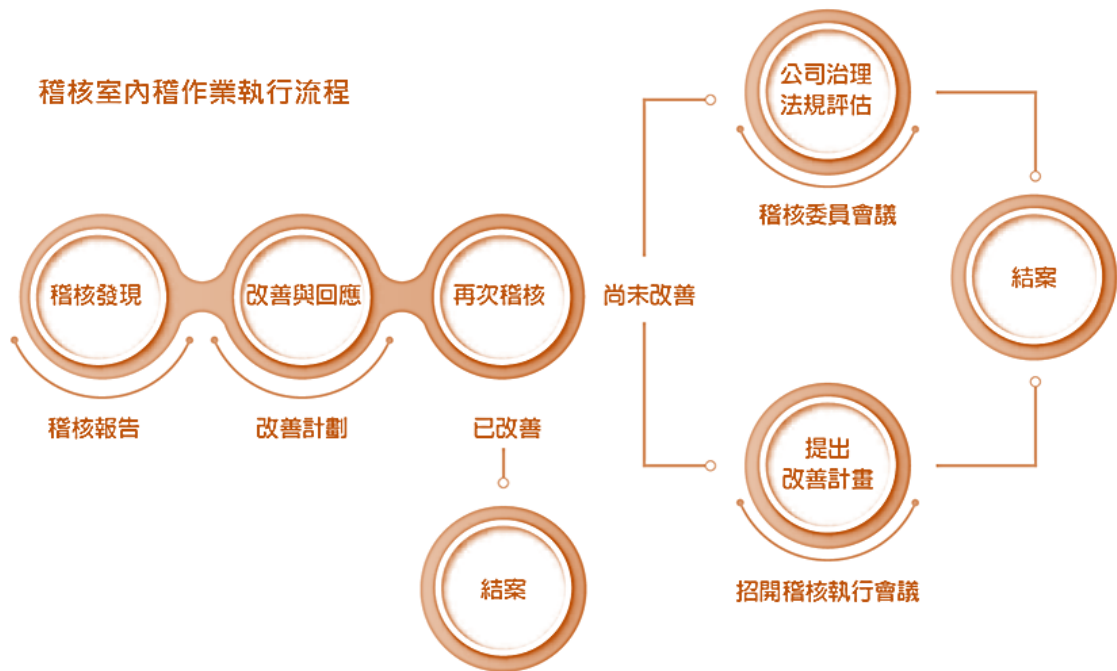 稽核室內稽作業執行流程
稽核發現
稽核報告
改善與回應
改善計劃
再次稽核
已改善
結案
尚未改善
公司治理
法規評估
稽核委員會議
提出
改善計畫
招開稽核執行會議
結案